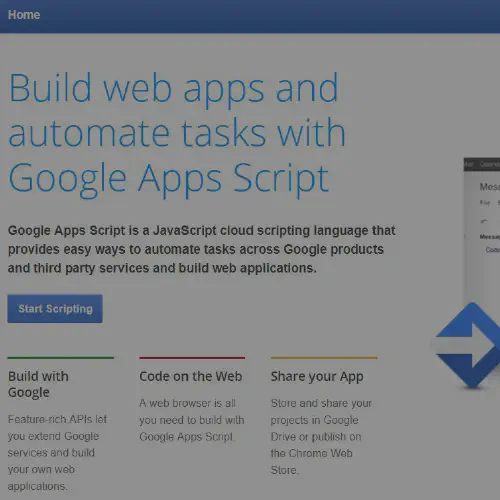 Home
Build web apps and
automate tasks with
Google Apps Script
Google Apps Script is a JavaScript cloud scripting language that
provides easy ways to automate tasks across Google products
and third party services and build web applications.
Start Scripting
Build with
Google
Feature-rich APIs let
you extend Google
services and build
your own web
applications.
Code on the Web
A web browser is all
you need to build with
Google Apps Script.
Share your App
Store and share your
projects in Google
Drive or publish on
the Chrome Web
Store.
Mess
File
Messa
Code